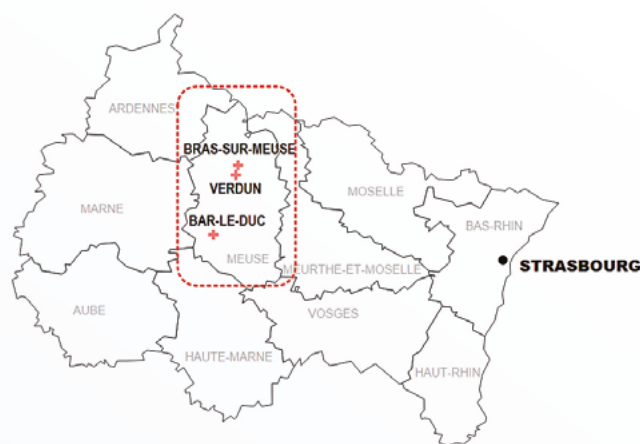 ARDENNES
BRAS-SUR-MEUSE
MOSELLE
VERDUN
MARNE
BAR-LE-DUC
BAS-RHIN
MEUSE
MEURTHE-ET-MOSELLE
STRASBOURG
AUBE
VOSGES
HAUTE-MARNE
HAUT-RHIN